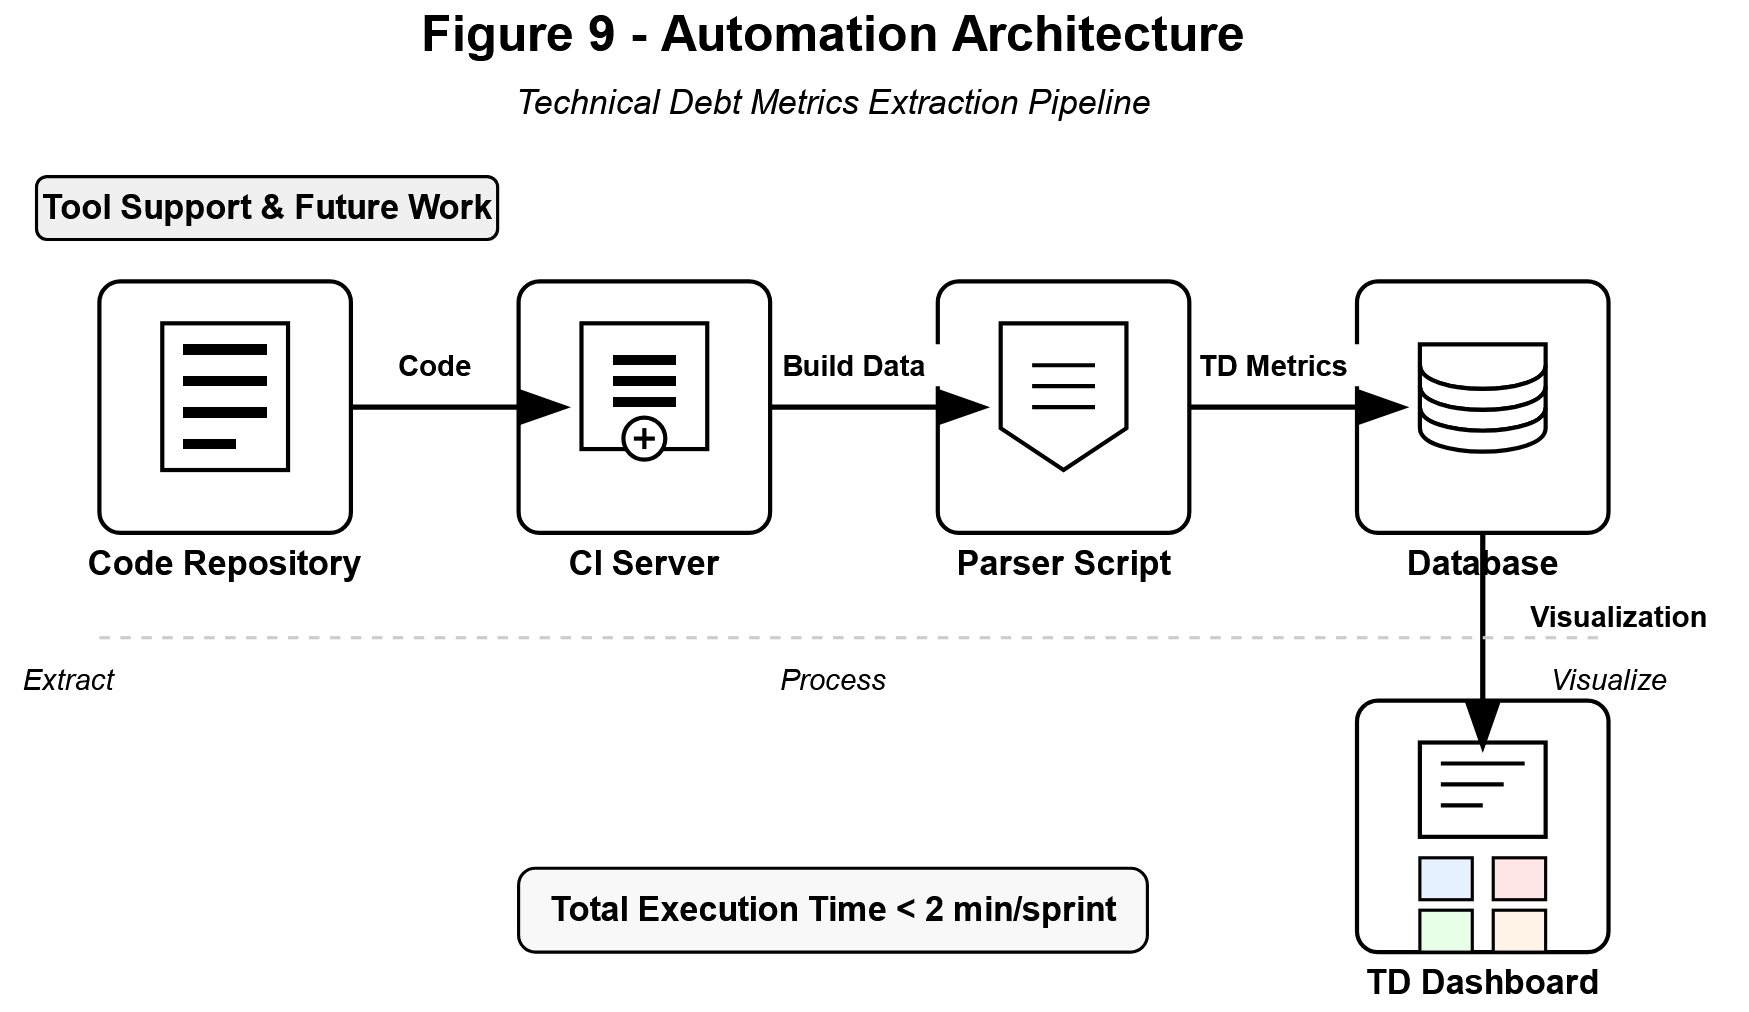 Figure 9 - Automation Architecture
Technical Debt Metrics Extraction Pipeline
Tool Support & Future Work
Code
Build Data
TD Metrics
Code Repository
CI Server
Parser Script
Database
Visualization
Extract
Process
Visualize
Total Execution Time < 2 min/sprint
TD Dashboard